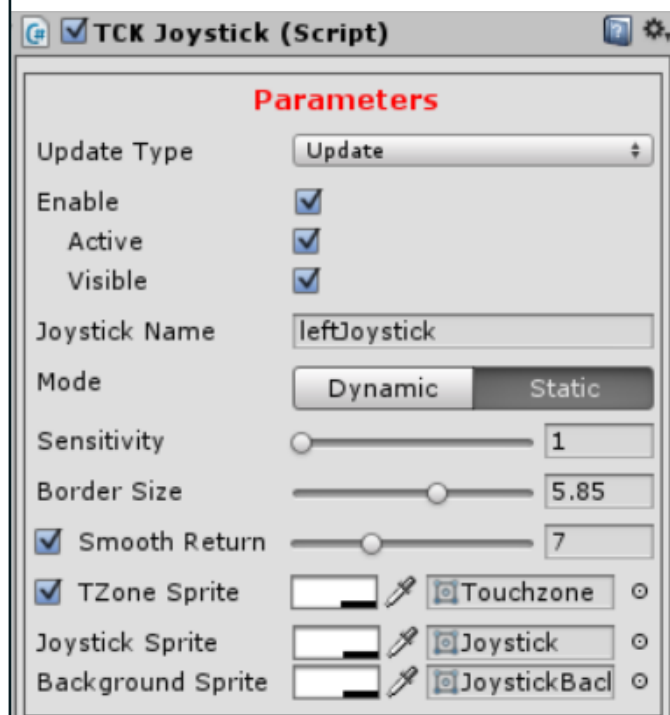 TCK Joystick (Script)
Parameters
Update Type Update
Enable
Active
Visible
Joystick Name leftJoystick
Mode Dynamic Static
Sensitivity 1
Border Size 5.85
Smooth Return 7
TZone Sprite Touchzone
Joystick Sprite Joystick
Background Sprite JoystickBacl